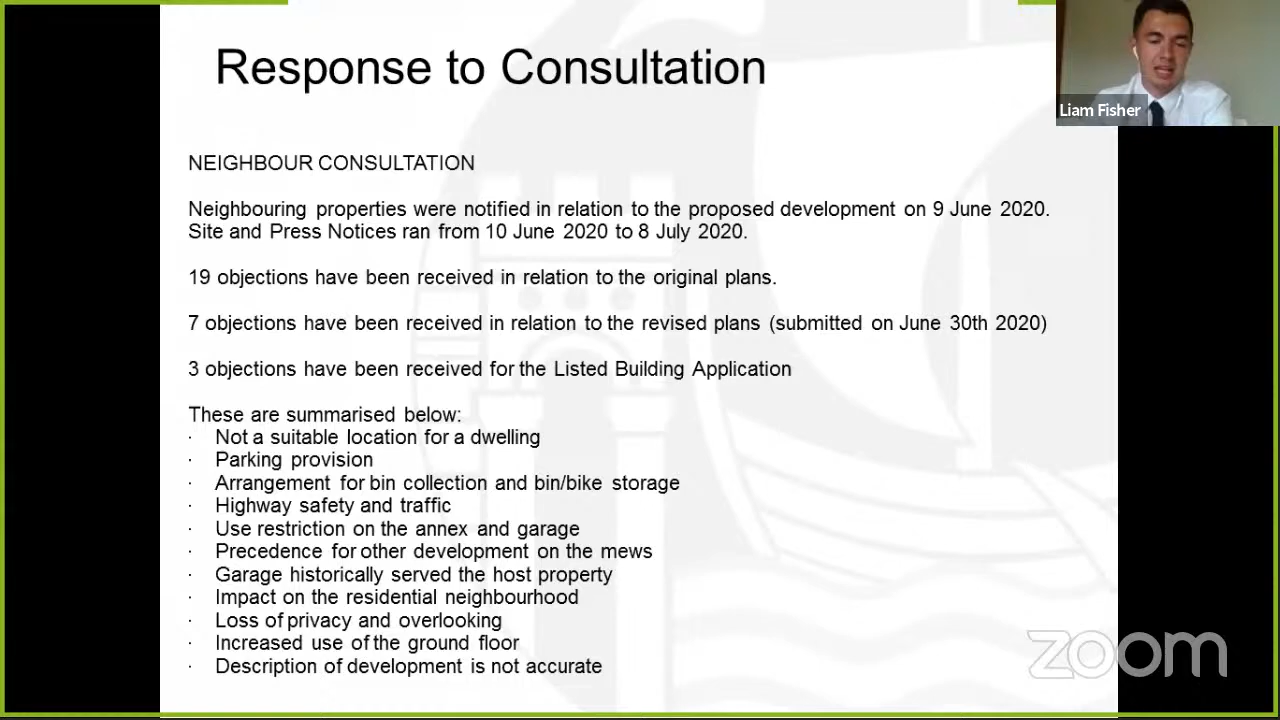 Response to Consultation
Liam Fisher
NEIGHBOUR CONSULTATION
Neighbouring properties were notified in relation to the proposed development on 9 June 2020.
Site and Press Notices ran from 10 June 2020 to 8 July 2020.
19 objections have been received in relation to the original plans.
7 objections have been received in relation to the revised plans (submitted on June 30th 2020)
3 objections have been received for the Listed Building Application
These are summarised below:
· Not a suitable location for a dwelling
· Parking provision
· Arrangement for bin collection and bin/bike storage
· Highway safety and traffic
· Use restriction on the annex and garage
· Precedence for other development on the mews
· Garage historically served the host property
· Impact on the residential neighbourhood
· Loss of privacy and overlooking
· Increased use of the ground floor
· Description of development is not accurate
zoom